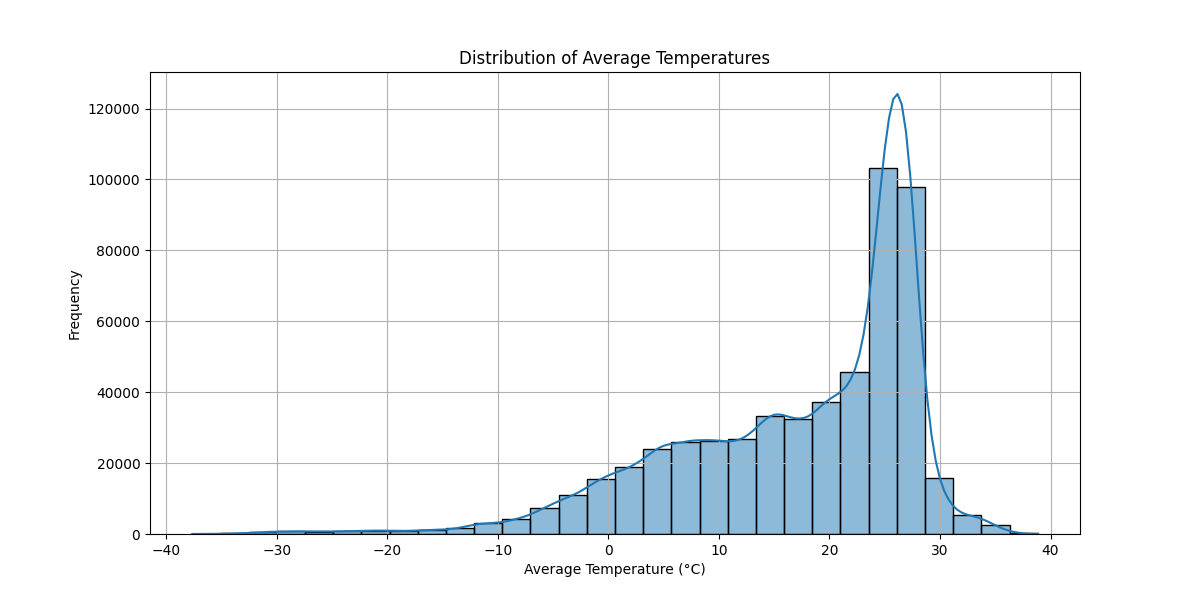 Distribution of Average Temperatures
120000
100000
80000
60000
40000
20000
0
Frequency
−40 −30 −20 −10 0 10 20 30 40
Average Temperature (°C)